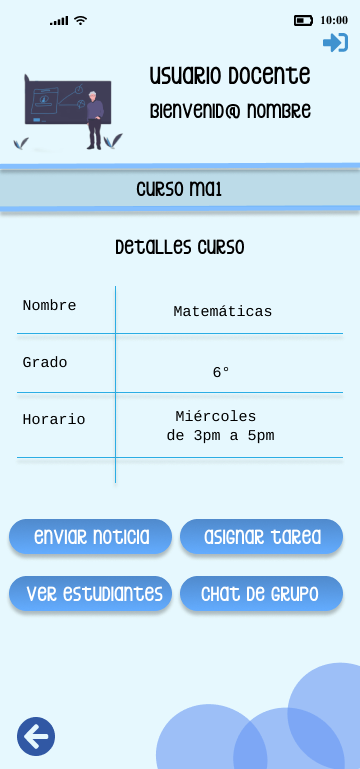 10:00
Usuario Docente
Bienvenid@ Nombre
Curso MA1
Detalles Curso
Nombre Matemáticas
Grado 6°
Horario Miércoles
de 3pm a 5pm
Enviar Noticia Asignar Tarea
Ver Estudiantes Chat de Grupo